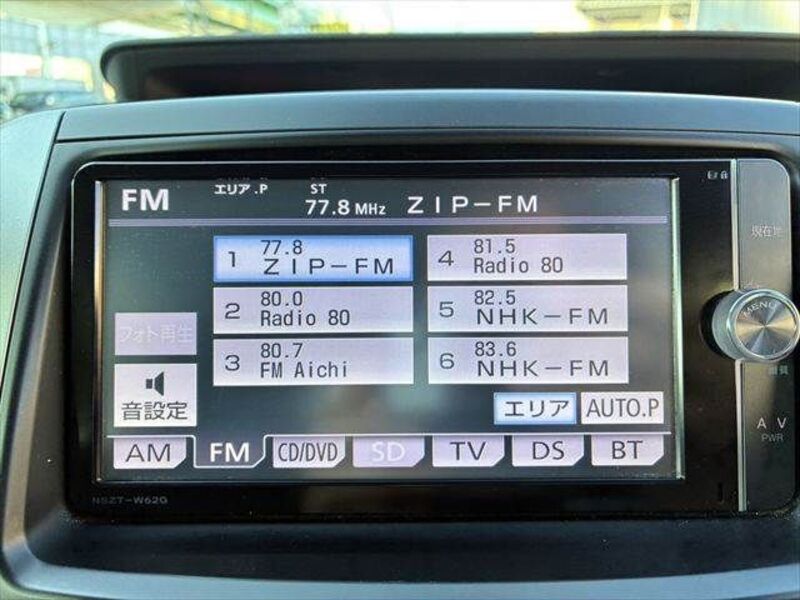 FM エリア.P ST 77.8 MHz ZIP-FM
1 77.8 ZIP-FM
2 80.0 Radio 80
3 80.7 FM Aichi
4 81.5 Radio 80
5 82.5 NHK-FM
6 83.6 NHK-FM
フォト再生
音設定
エリア AUTO.P
AM FM CD/DVD SD TV DS BT
現在地
MENU
∧ ∨
PWR
NSZT-W62G